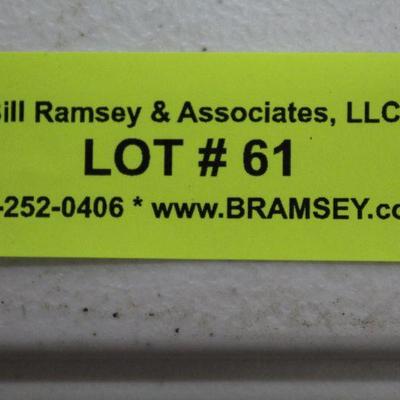 Bill Ramsey & Associates, LLC
LOT # 61
-252-0406 * www.BRAMSEY.co